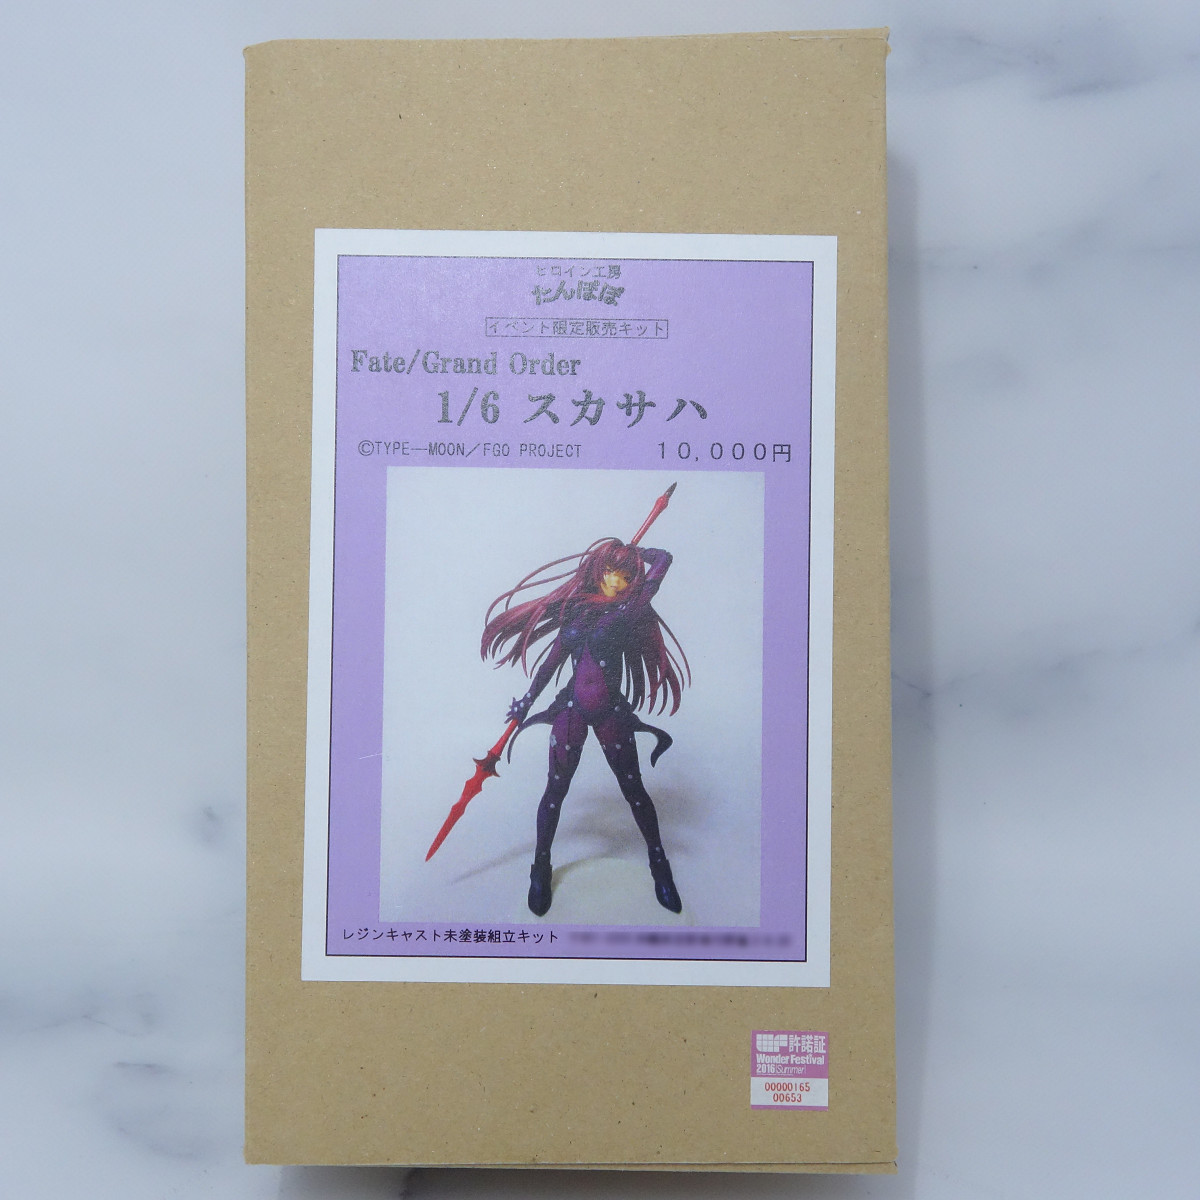 ヒロイン工房
たんぽぽ
イベント限定販売キット
Fate/Grand Order
1/6 スカサハ
©TYPE―MOON／FGO PROJECT 10,000円
レジンキャスト未塗装組立キット
WF許諾証
Wonder Festival
2016[Summer]
00000165
00653